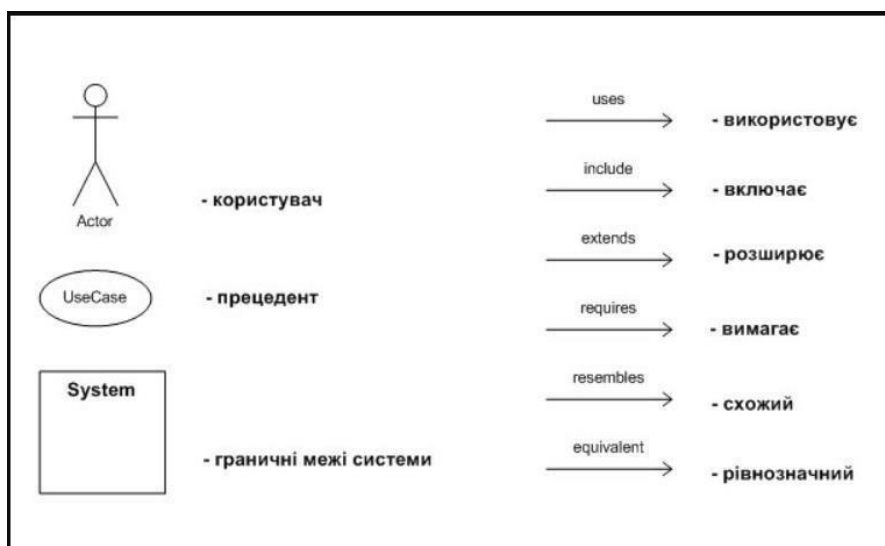 Actor
- користувач
UseCase
- прецедент
System
- граничні межі системи
uses
- використовує
include
- включає
extends
- розширює
requires
- вимагає
resembles
- схожий
equivalent
- рівнозначний